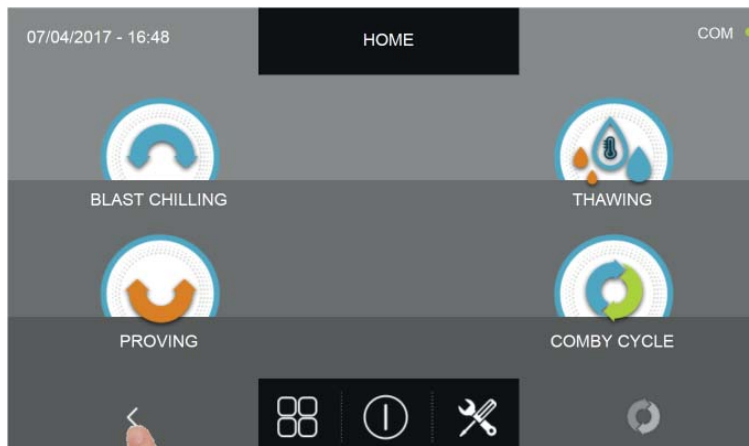 07/04/2017 - 16:48
HOME
COM
BLAST CHILLING
THAWING
PROVING
COMBY CYCLE